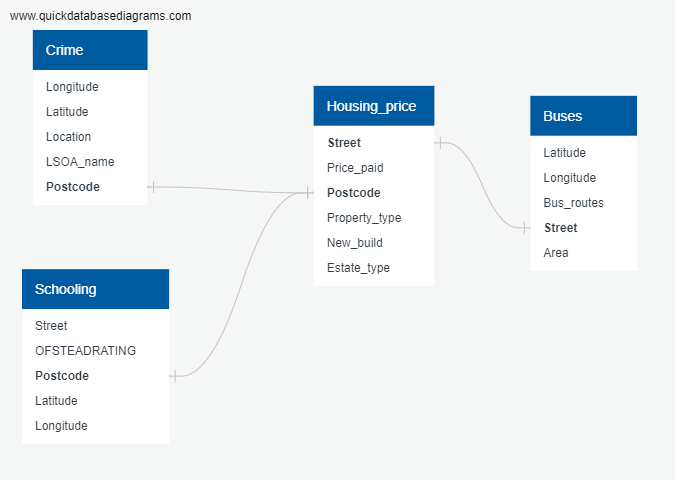 www.quickdatabasediagrams.com
Crime
Longitude
Latitude
Location
LSOA_name
Postcode
Housing_price
Street
Price_paid
Postcode
Property_type
New_build
Estate_type
Buses
Latitude
Longitude
Bus_routes
Street
Area
Schooling
Street
OFSTEADRATING
Postcode
Latitude
Longitude